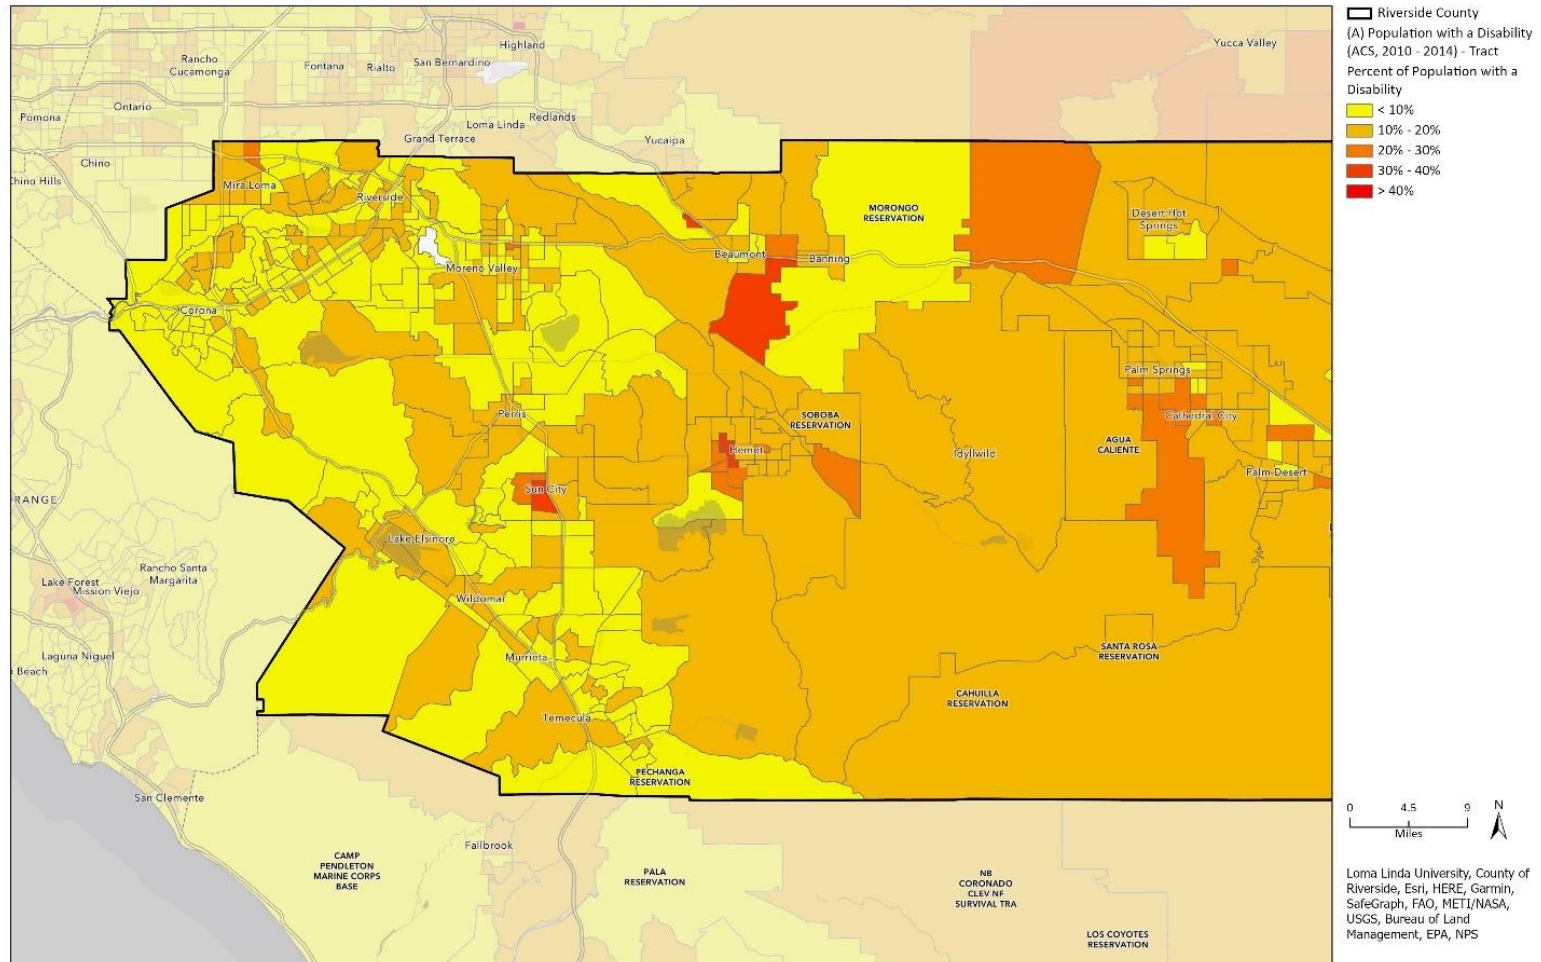 Highland
Yucca Valley
Rancho
Cucamonga
Fontana
Rialto
San Bernardino
Ontario
Pomona
Loma Linda
Redlands
Grand Terrace
Yucaipa
Chino
Chino Hills
Mira Loma
Riverside
MORONGO
RESERVATION
Desert Hot
Springs
Beaumont
Banning
Moreno Valley
Corona
Palm Springs
Perris
SOBOBA
RESERVATION
Cathedral City
Hemet
Idyllwild
AGUA
CALIENTE
Palm Desert
Sun City
RANGE
Lake Elsinore
Rancho Santa
Margarita
Lake Forest
Mission Viejo
Wildomar
Laguna Niguel
Beach
Murrieta
SANTA ROSA
RESERVATION
CAHUILLA
RESERVATION
Temecula
PECHANGA
RESERVATION
San Clemente
Fallbrook
CAMP
PENDLETON
MARINE CORPS
BASE
PALA
RESERVATION
NB
CORONADO
CLEV NF
SURVIVAL TRA
LOS COYOTES
RESERVATION
Riverside County
(A) Population with a Disability
(ACS, 2010 - 2014) - Tract
Percent of Population with a
Disability
< 10%
10% - 20%
20% - 30%
30% - 40%
> 40%
0 4.5 9
Miles
N
Loma Linda University, County of
Riverside, Esri, HERE, Garmin,
SafeGraph, FAO, METI/NASA,
USGS, Bureau of Land
Management, EPA, NPS